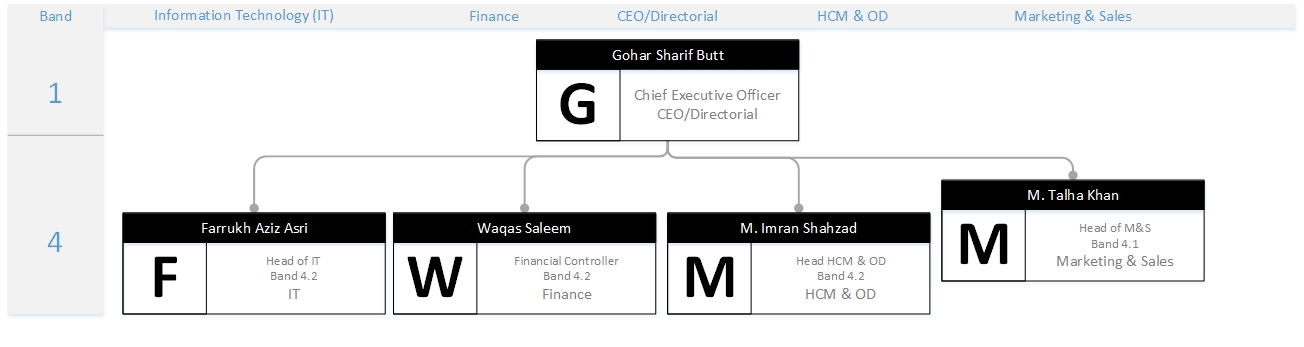 Band
Information Technology (IT)
Finance
CEO/Directorial
HCM & OD
Marketing & Sales
1
Gohar Sharif Butt
G
Chief Executive Officer
CEO/Directorial
4
Farrukh Aziz Asri
F
Head of IT
Band 4.2
IT
Waqas Saleem
W
Financial Controller
Band 4.2
Finance
M. Imran Shahzad
M
Head HCM & OD
Band 4.2
HCM & OD
M. Talha Khan
M
Head of M&S
Band 4.1
Marketing & Sales